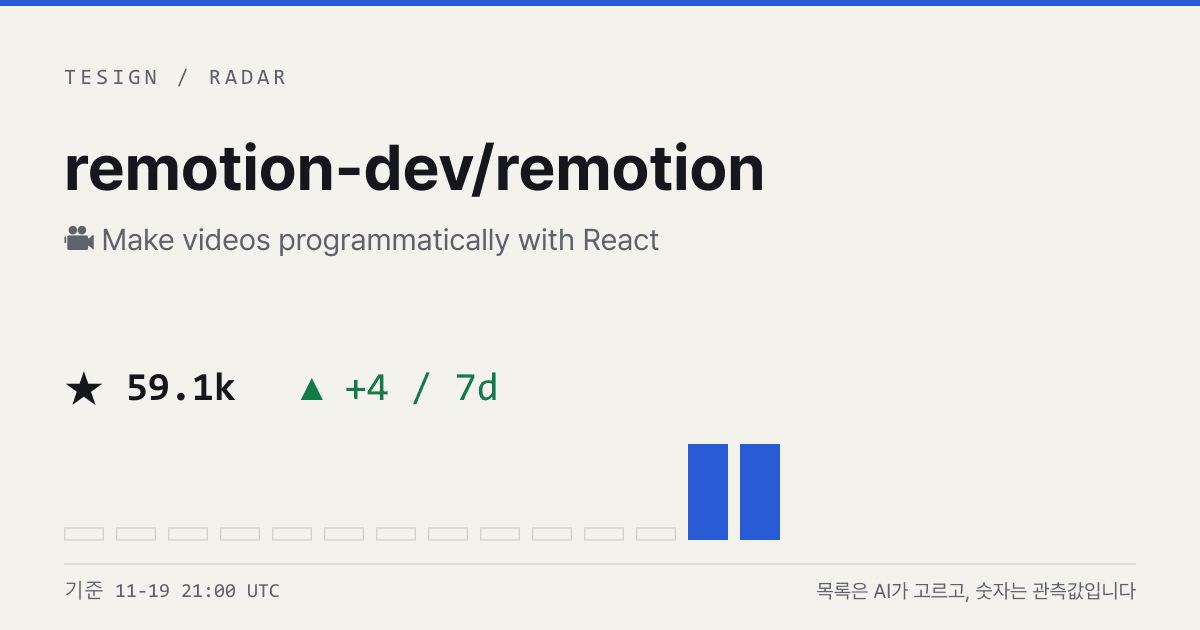 TESIGN / RADAR
remotion-dev/remotion
🎥 Make videos programmatically with React
★ 59.1k ▲ +4 / 7d
기준 11-19 21:00 UTC
목록은 AI가 고르고, 숫자는 관측값입니다